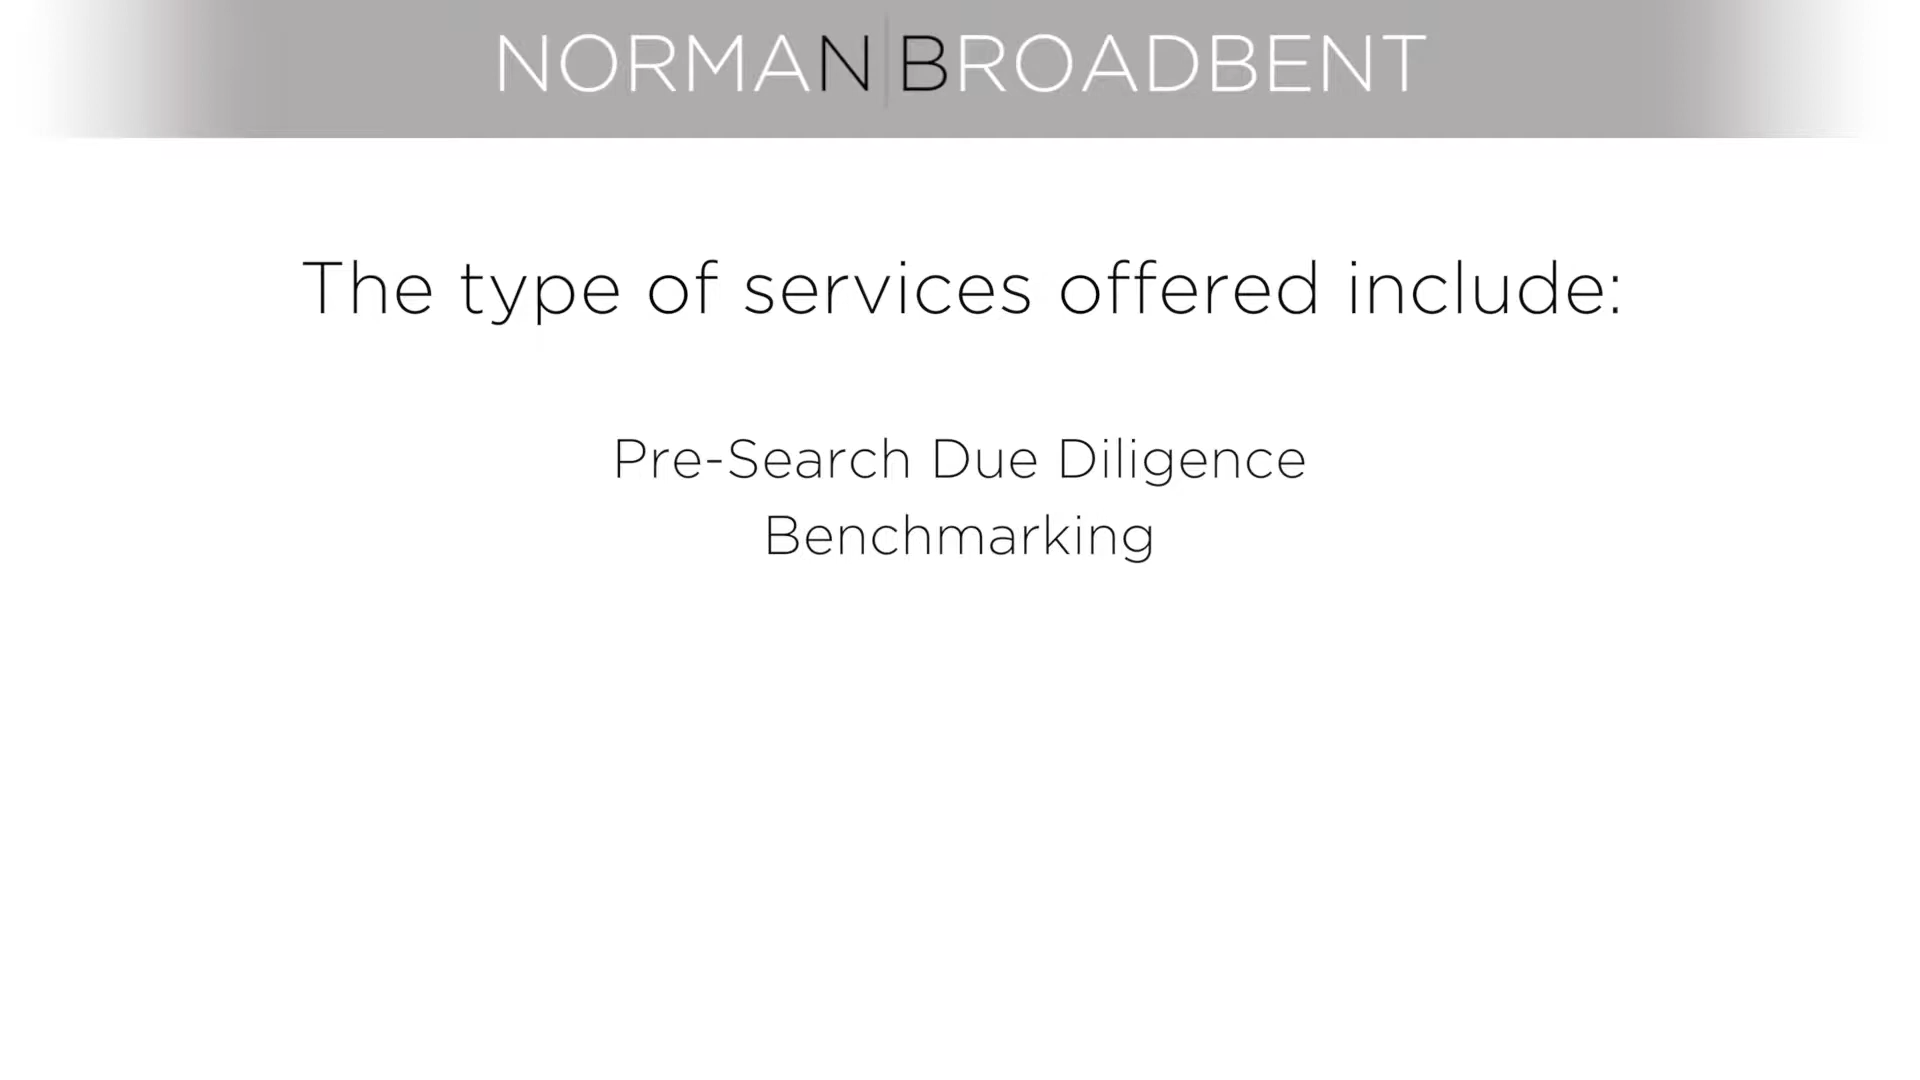 NORMAN|BROADBENT
The type of services offered include:
Pre-Search Due Diligence
Benchmarking